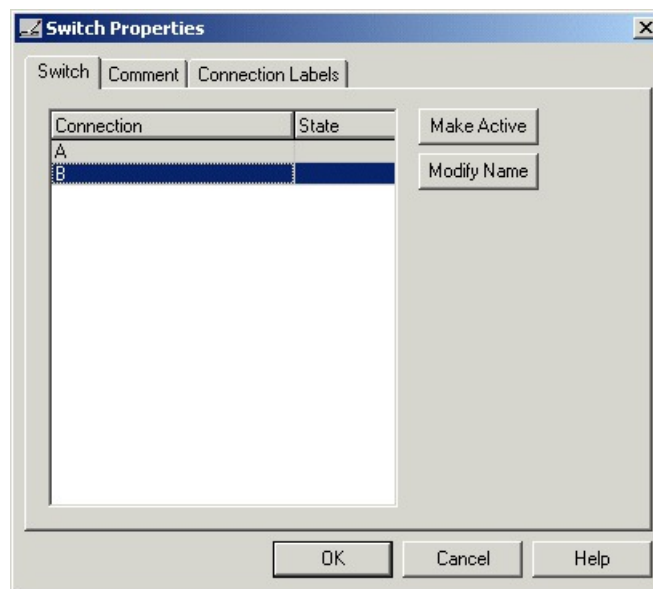 Switch Properties
Switch Comment Connection Labels
Connection State Make Active
A
B Modify Name
OK Cancel Help